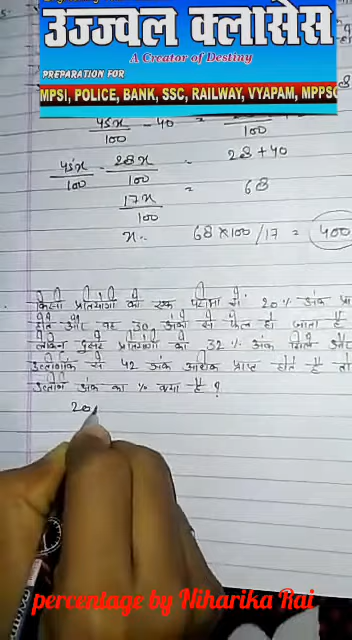 उज्ज्वल क्लासेस
A Creator of Destiny
PREPARATION FOR
MPSI, POLICE, BANK, SSC, RAILWAY, VYAPAM, MPPSC
45x/100 - 40 =
100
45x/100 - 28x/100 = 28+40
17x/100 = 68
x = 68×100/17 = 400
किसी प्रतियोगी को एक परीक्षा में 20% अंक प्रा
होते और वह 30 अंकों से फेल हो जाता है
लेकिन दूसरे प्रतियोगी को 32% अंक मिले और
उत्तीर्णांक से 42 अंक अधिक प्राप्त होते हैं तो
उत्तीर्ण अंक का % क्या है ?
20
percentage by Niharika Rai